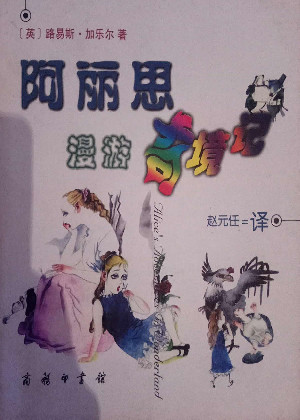 [英] 路易斯·加乐尔 著
阿丽思
漫游奇境记
Alice's Adventures in Wonderland
赵元任=译
商务印书馆